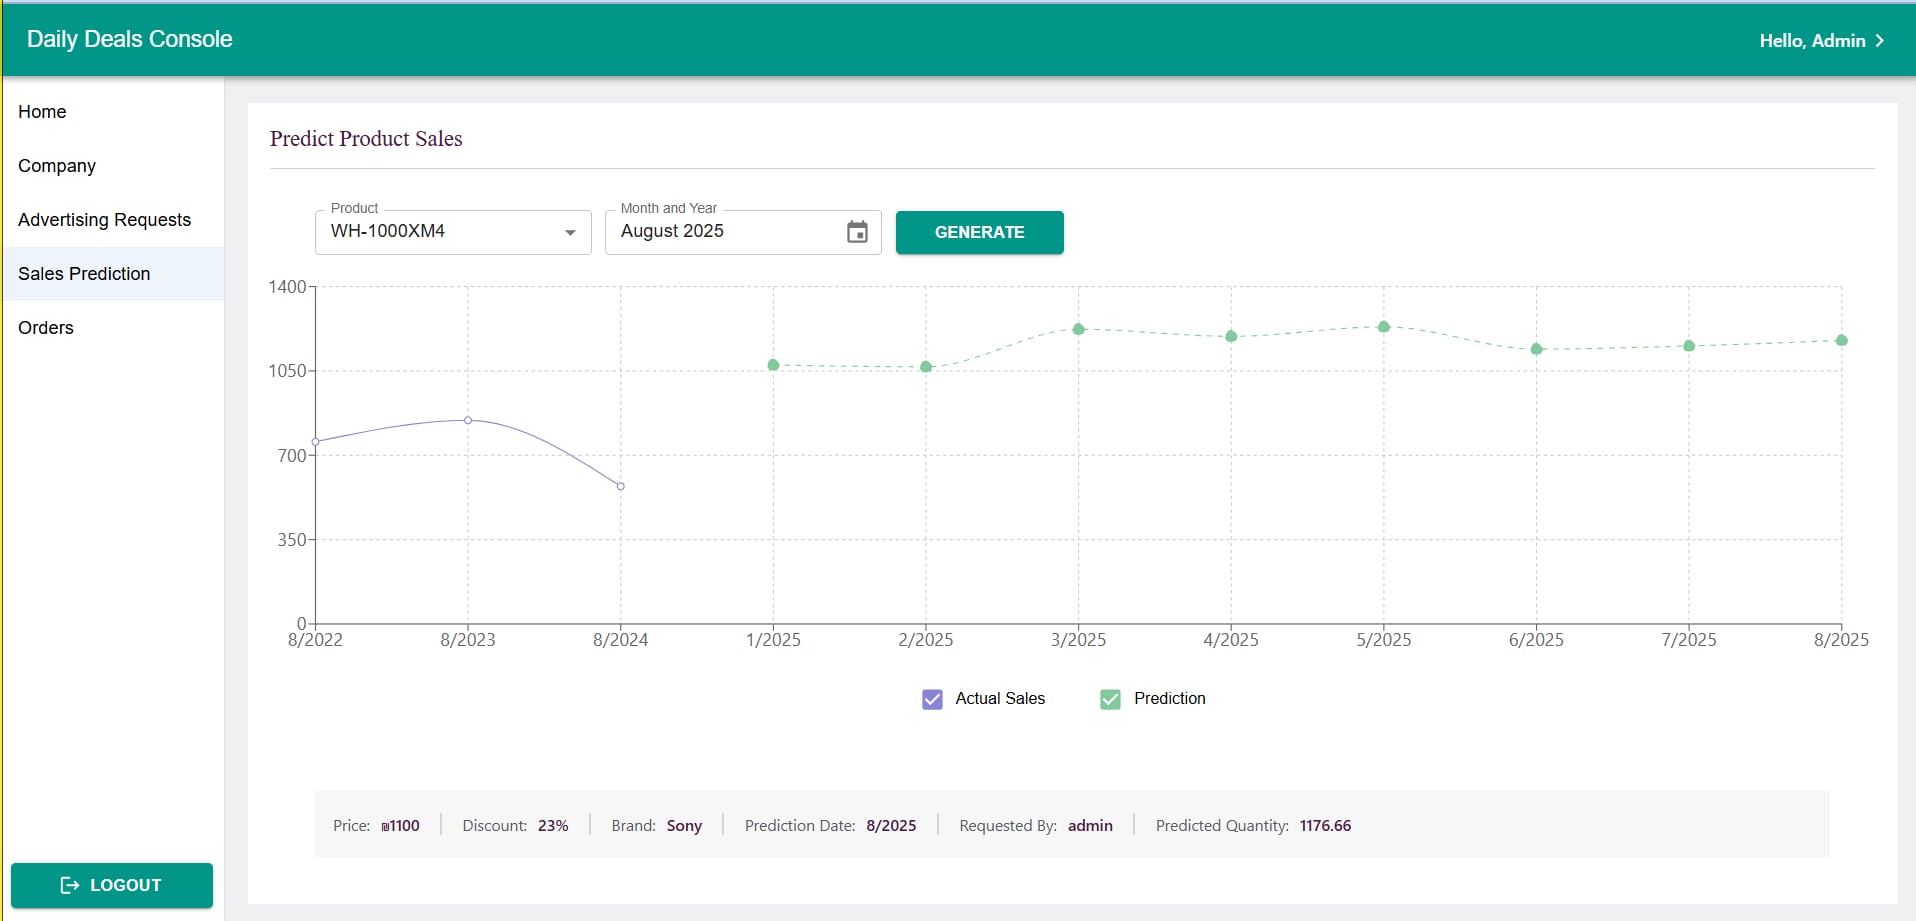 Daily Deals Console
Hello, Admin
Home
Company
Advertising Requests
Sales Prediction
Orders
LOGOUT
Predict Product Sales
Product
WH-1000XM4
Month and Year
August 2025
GENERATE
1400
1050
700
350
0
8/2022 8/2023 8/2024 1/2025 2/2025 3/2025 4/2025 5/2025 6/2025 7/2025 8/2025
Actual Sales Prediction
Price: ₪1100 Discount: 23% Brand: Sony Prediction Date: 8/2025 Requested By: admin Predicted Quantity: 1176.66